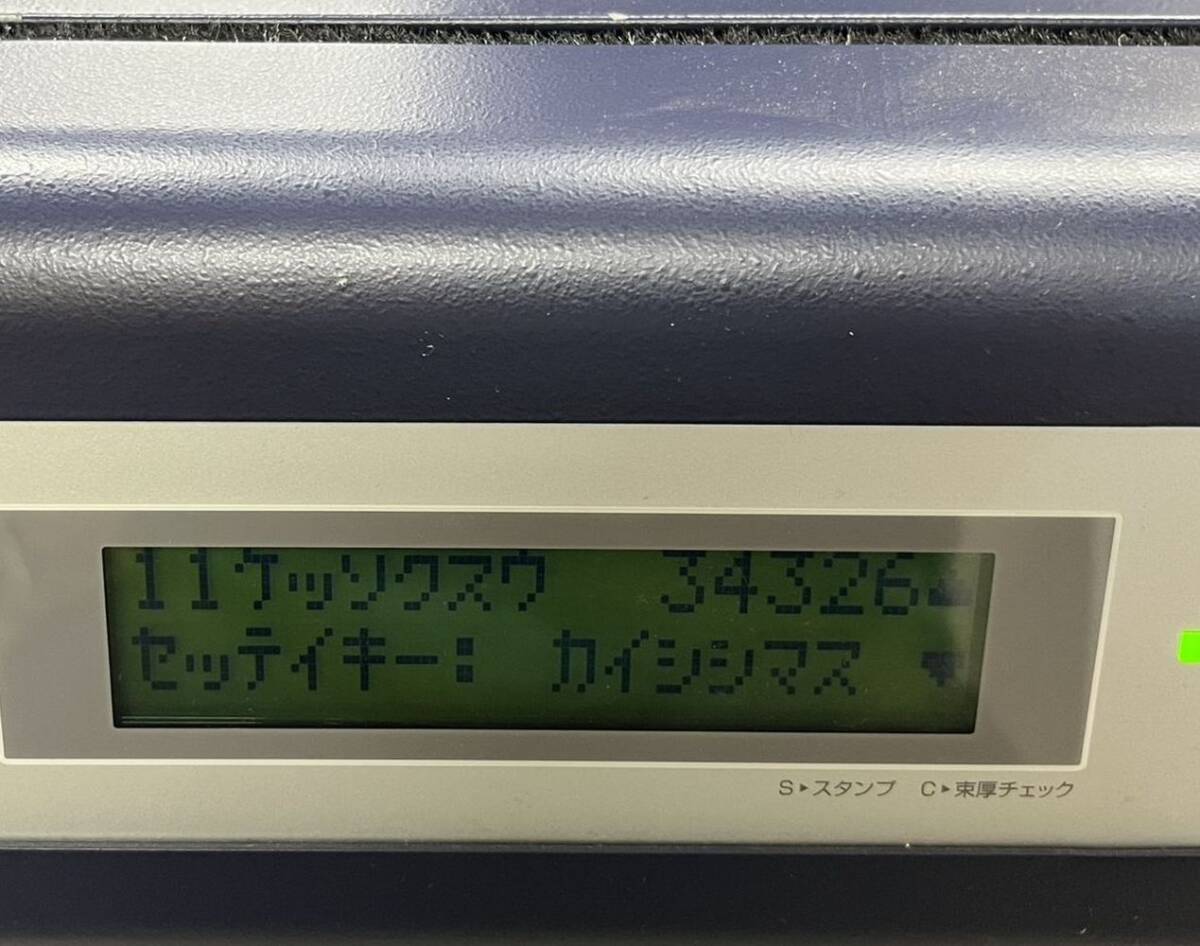 11ケッソクスウ 34326▲
セッテイキー: カイシシマス ▼
S▶スタンプ C▶束厚チェック